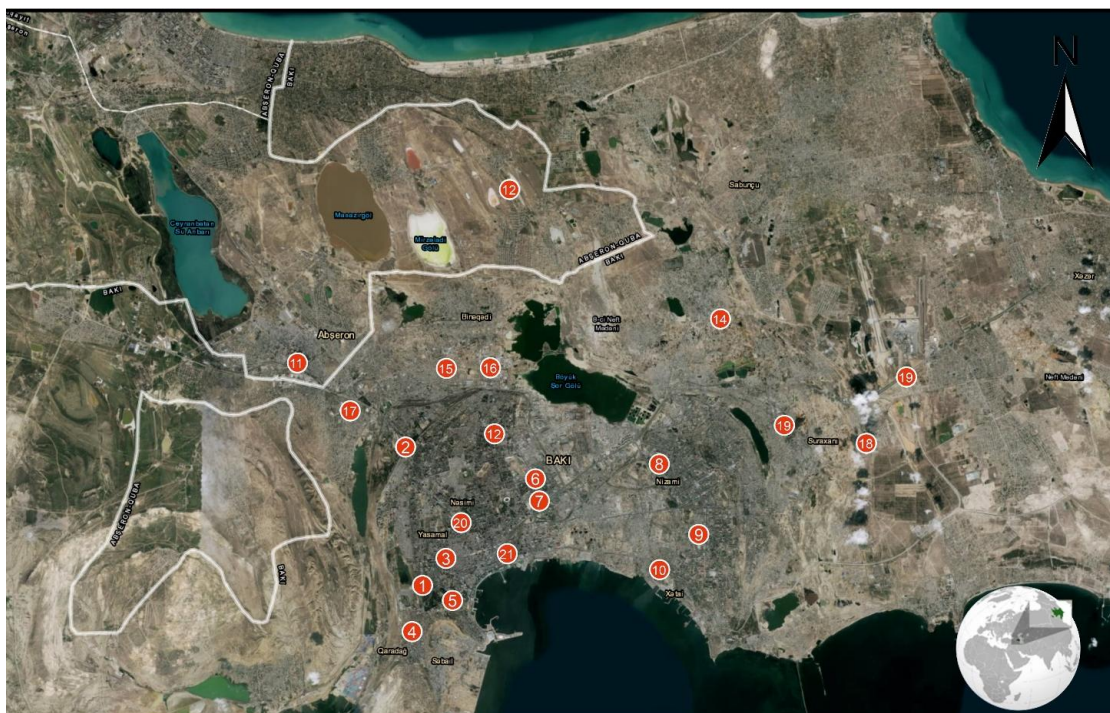 N
ABŞERON-QUBA
BAKI
12
Sabunçu
Ceyranbatan
Su Anbarı
Masazirgöl
Mirzələdi
Gölü
ABŞERON-QUBA
BAKI
BAKI
Xəzər
Binəqədi
8-ci Neft
Mədəni
14
Abşeron
11
15
16
Böyük
Şor Gölü
19
Neft Mədəni
17
2
12
19
Suraxanı
18
BAKI
8
Nizami
6
7
ABŞERON-QUBA
BAKI
Nəsimi
20
Yasamal
9
3
21
10
Xətai
1
5
4
Qaradağ
Səbail